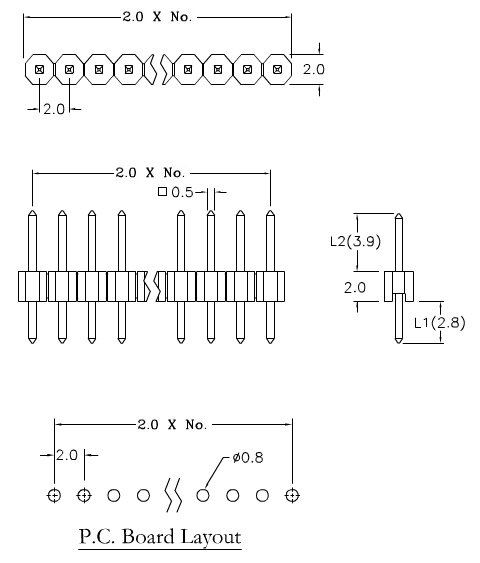 2.0 X No.
2.0
2.0
2.0 X No.
□ 0.5
L2(3.9)
2.0
L1(2.8)
2.0 X No.
2.0
ø0.8
P.C. Board Layout